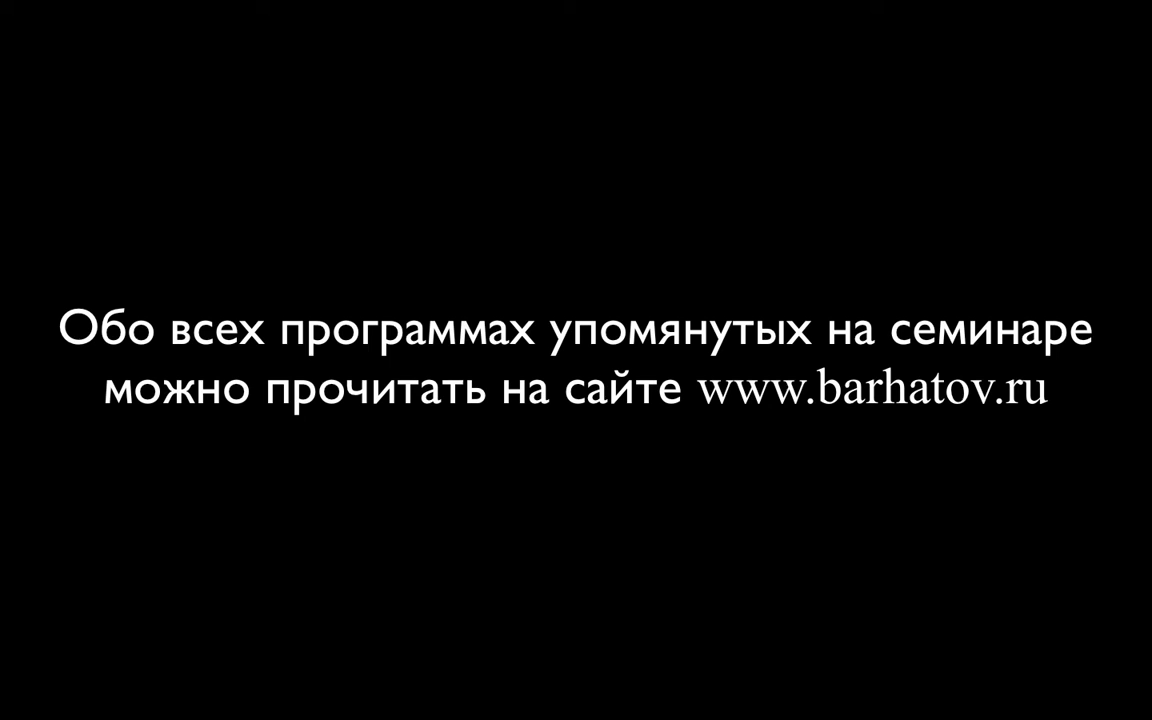 Обо всех программах упомянутых на семинаре
можно прочитать на сайте www.barhatov.ru